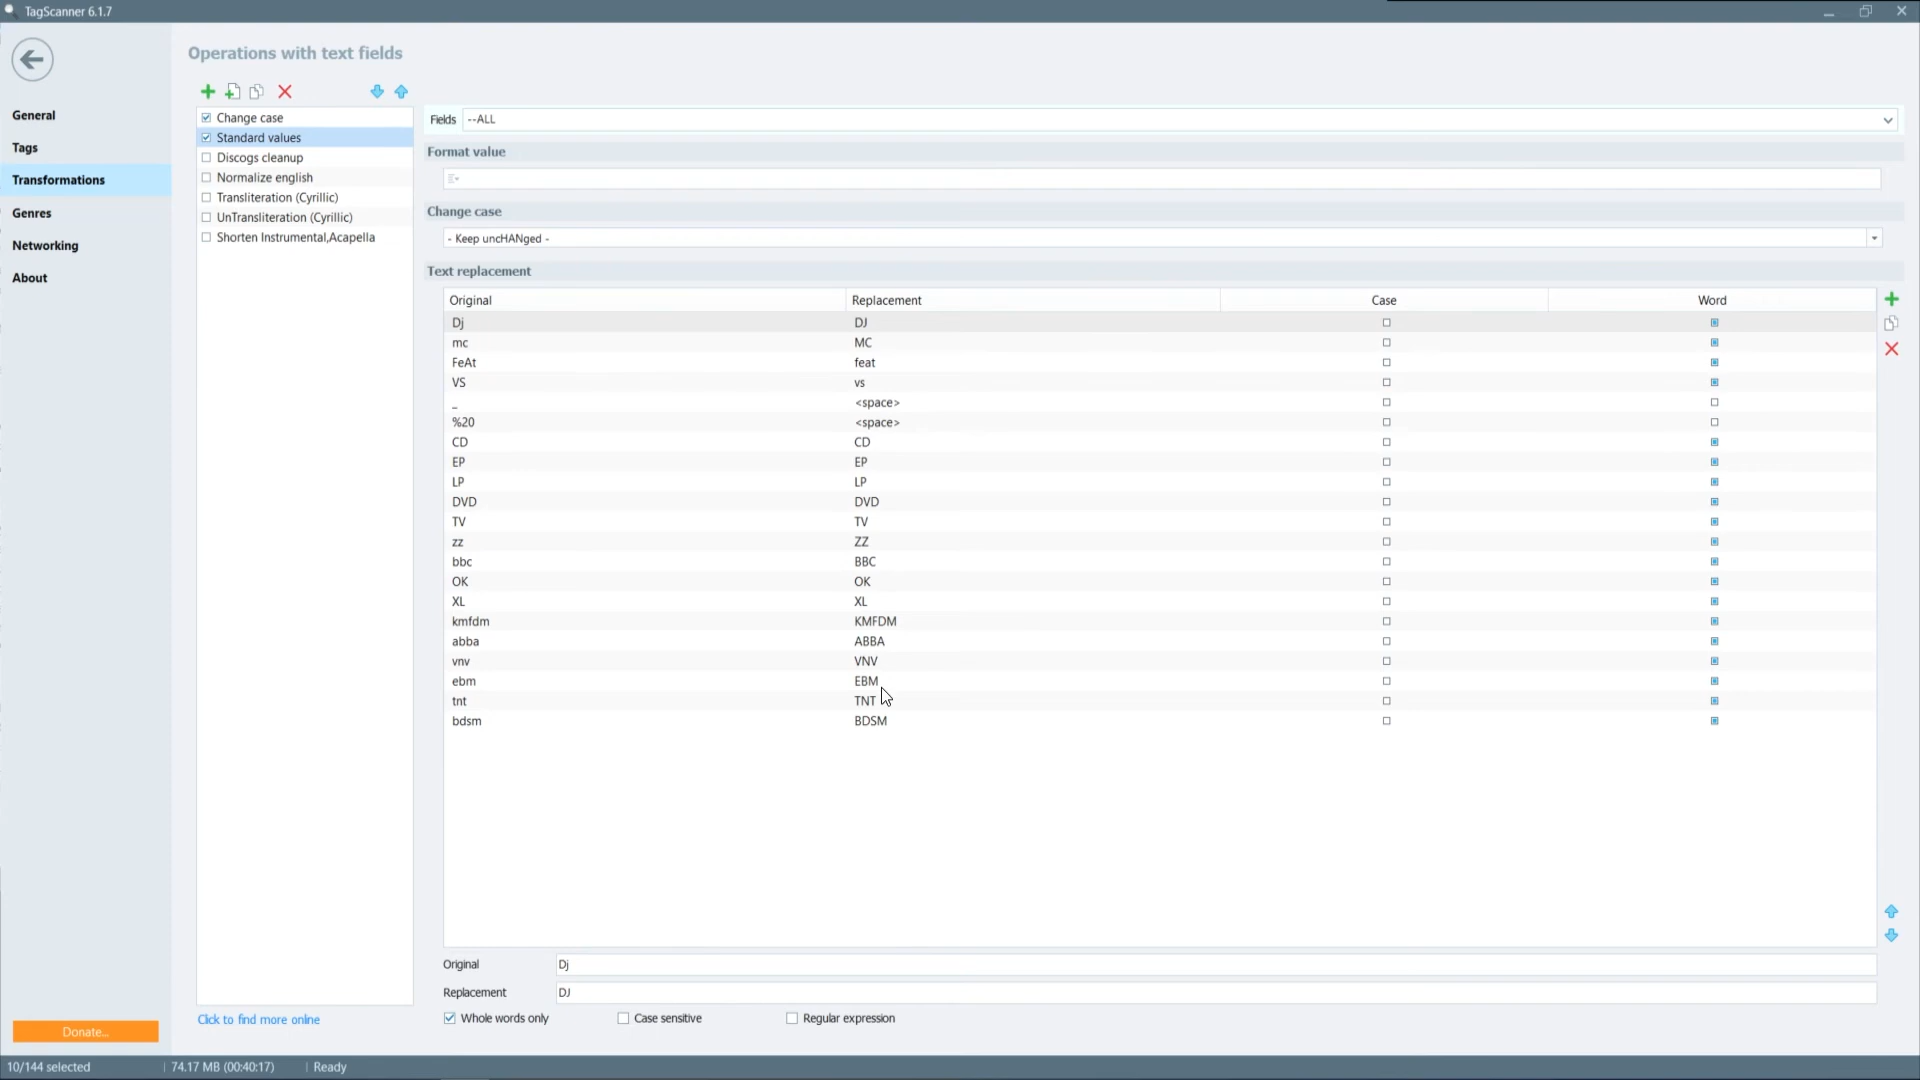 TagScanner 6.1.7
Operations with text fields
General
Tags
Transformations
Genres
Networking
About
Change case
Standard values
Discogs cleanup
Normalize english
Transliteration (Cyrillic)
UnTransliteration (Cyrillic)
Shorten Instrumental,Acapella
Fields --ALL
Format value
Change case
- Keep uncHANged -
Text replacement
Original Replacement Case Word
Dj DJ
mc MC
FeAt feat
VS vs
_ <space>
%20 <space>
CD CD
EP EP
LP LP
DVD DVD
TV TV
zz ZZ
bbc BBC
OK OK
XL XL
kmfdm KMFDM
abba ABBA
vnv VNV
ebm EBM
tnt TNT
bdsm BDSM
Original Dj
Replacement DJ
Whole words only Case sensitive Regular expression
Click to find more online
Donate...
10/144 selected 74.17 MB (00:40:17) Ready